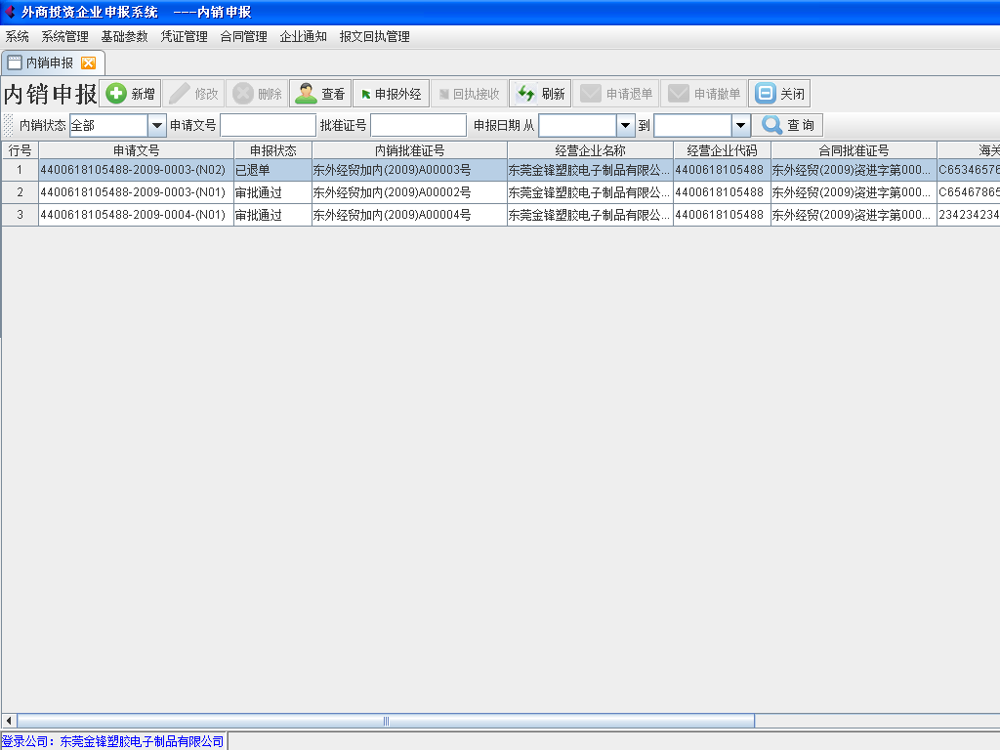 外商投资企业申报系统 ---内销申报
系统 系统管理 基础参数 凭证管理 合同管理 企业通知 报文回执管理
内销申报
内销申报 新增 修改 删除 查看 申报外经 回执接收 刷新 申请退单 申请撤单 关闭
内销状态 全部 申请文号 批准证号 申报日期 从 到 查 询
行号 申请文号 申报状态 内销批准证号 经营企业名称 经营企业代码 合同批准证号 海关
1 4400618105488-2009-0003-(N02) 已退单 东外经贸加内(2009)A00003号 东莞金锋塑胶电子制品有限公... 4400618105488 东外经贸(2009)资进字第000... C65346576
2 4400618105488-2009-0003-(N01) 审批通过 东外经贸加内(2009)A00002号 东莞金锋塑胶电子制品有限公... 4400618105488 东外经贸(2009)资进字第000... C65467865
3 4400618105488-2009-0004-(N01) 审批通过 东外经贸加内(2009)A00004号 东莞金锋塑胶电子制品有限公... 4400618105488 东外经贸(2009)资进字第000... 234234234
登录公司：东莞金锋塑胶电子制品有限公司